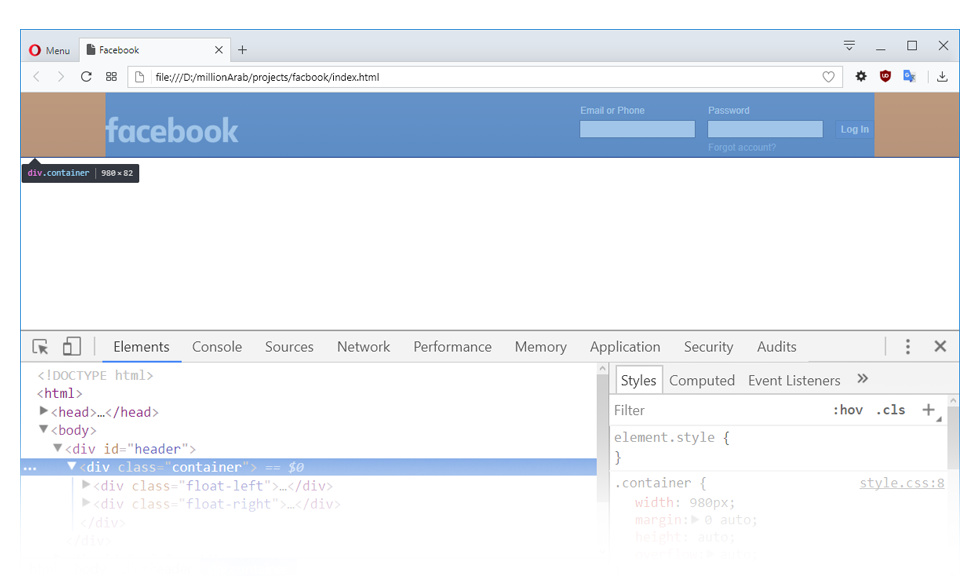 Menu
Facebook
file:///D:/millionArab/projects/facbook/index.html
facebook
Email or Phone
Password
Log In
Forgot account?
div.container 980×82
Elements Console Sources Network Performance Memory Application Security Audits
<!DOCTYPE html>
<html>
<head>…</head>
<body>
<div id="header">
<div class="container"> == $0
<div class="float-left">…</div>
<div class="float-right">…</div>
</div>
</div>
Styles Computed Event Listeners »
Filter :hov .cls +
element.style {
}
.container { style.css:8
width: 980px;
margin: 0 auto;
height: auto;